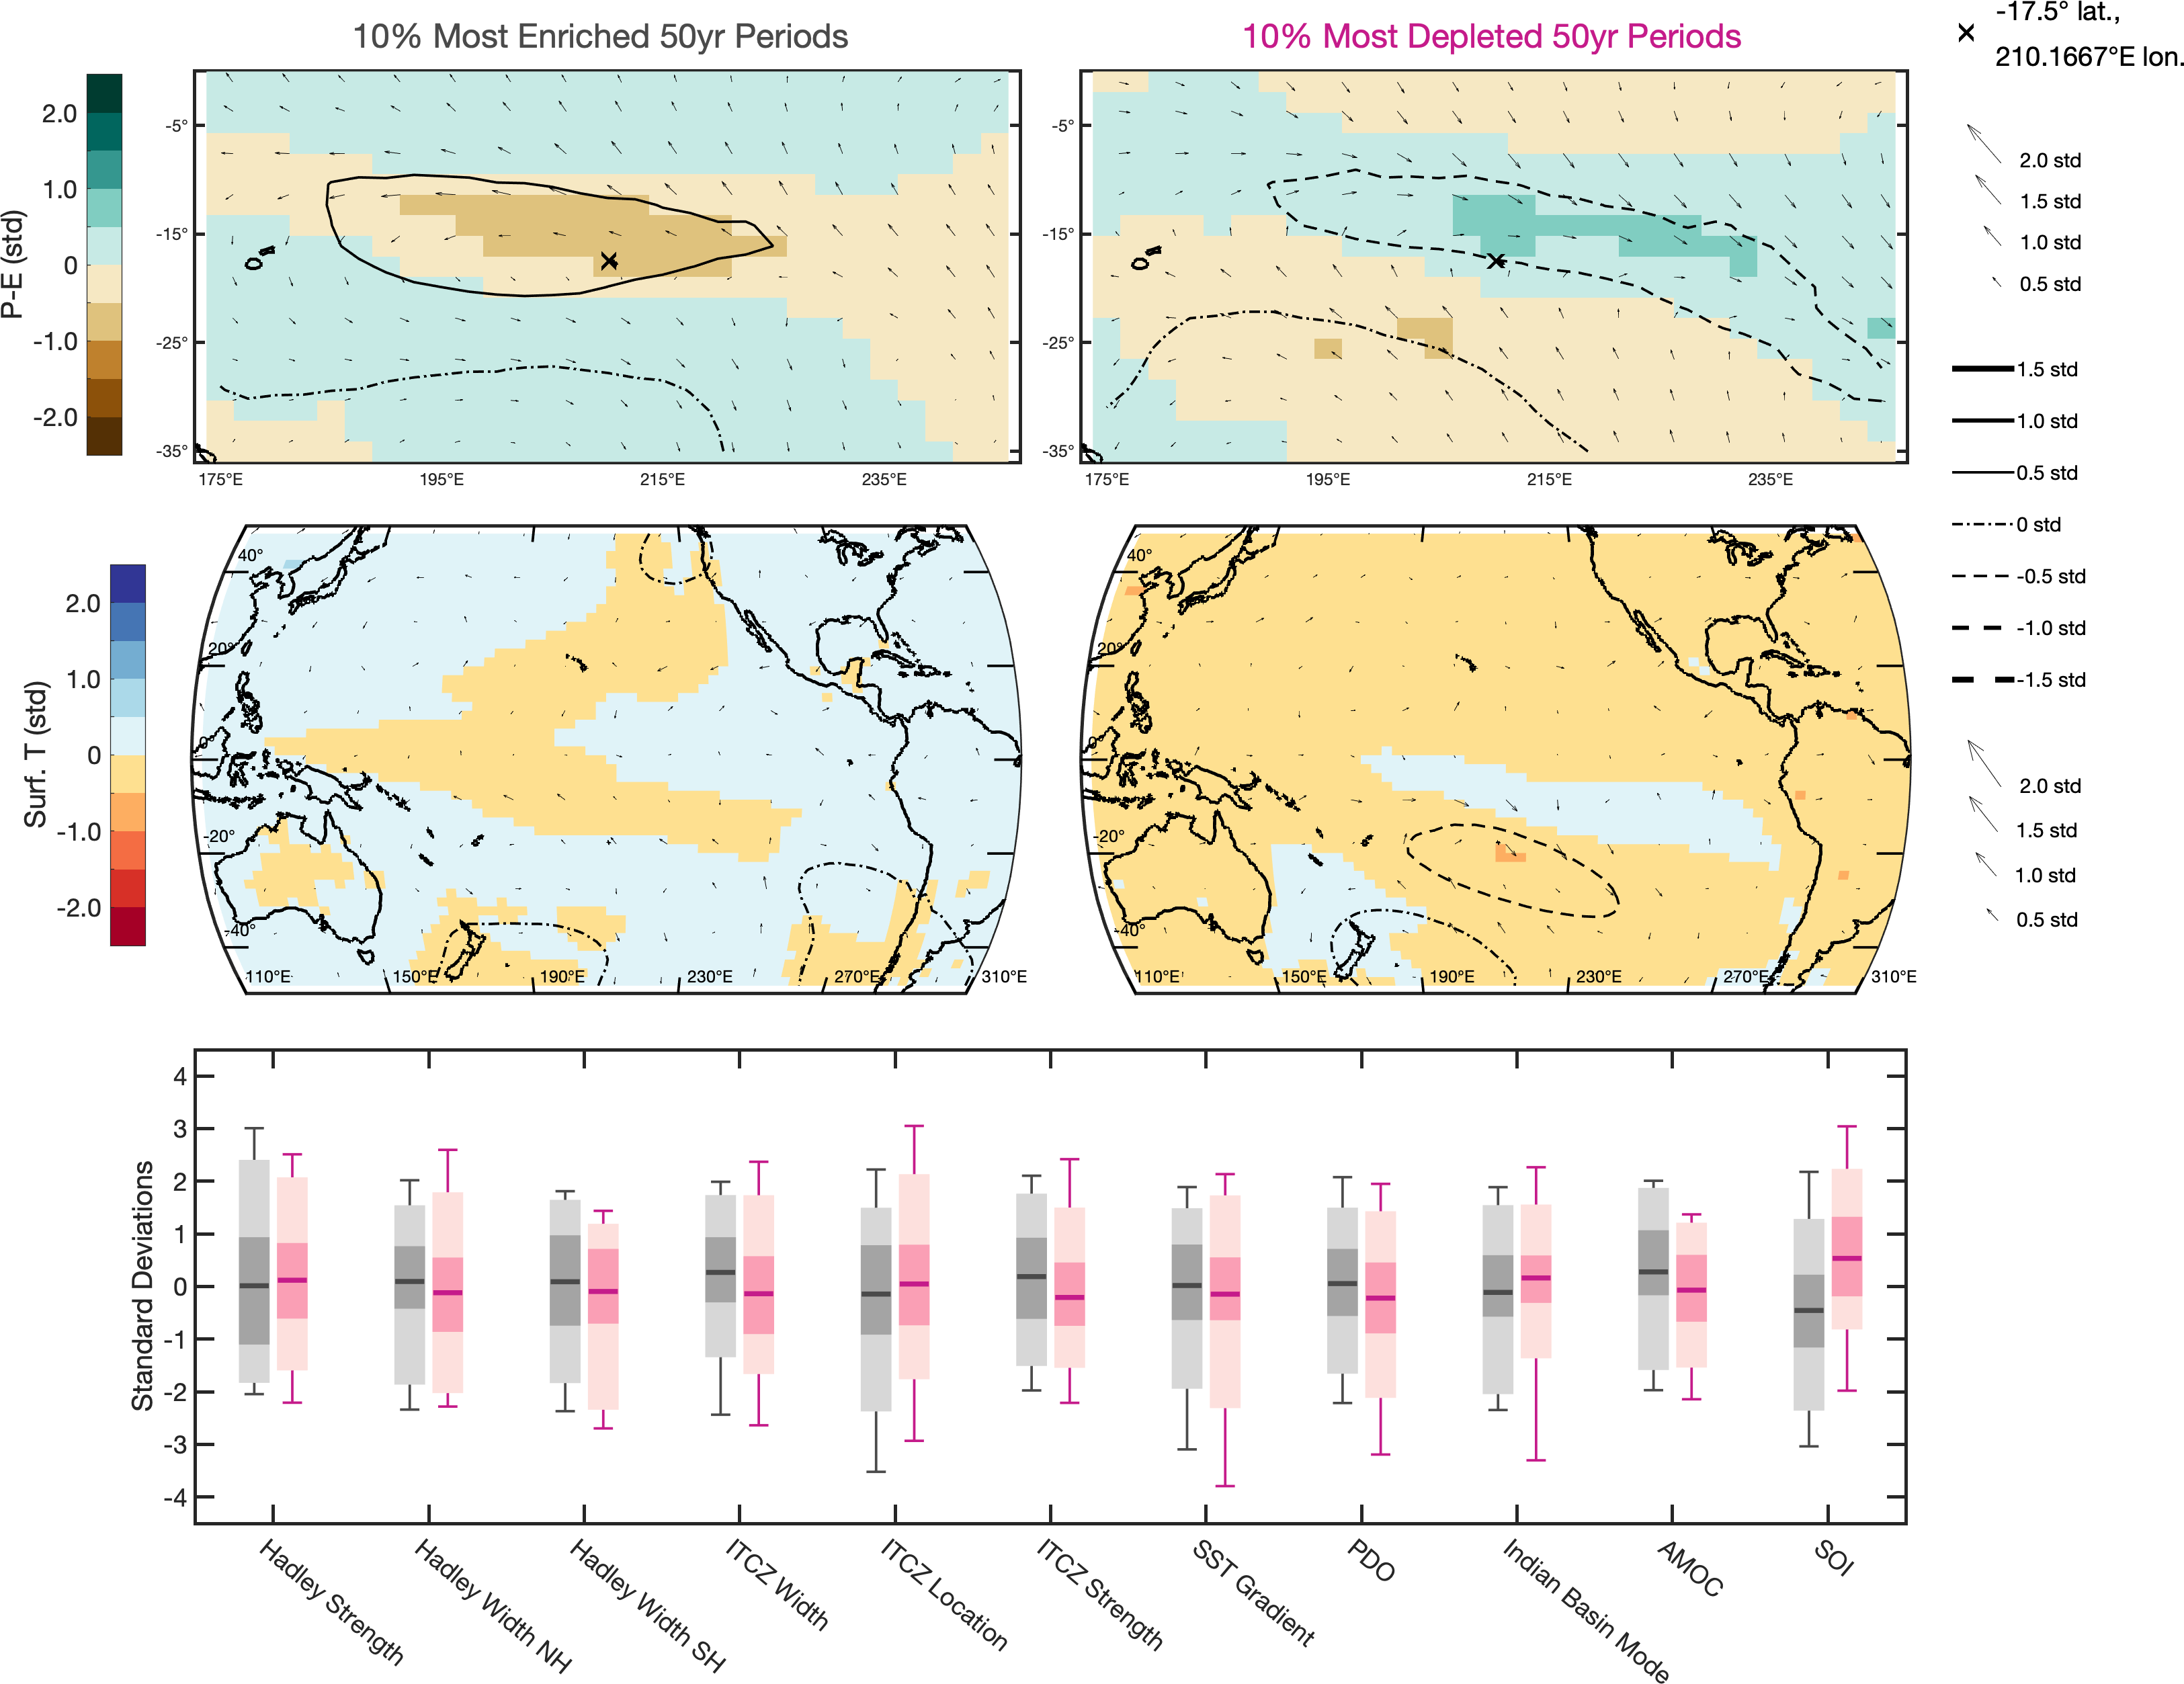 10% Most Enriched 50yr Periods
10% Most Depleted 50yr Periods
-17.5° lat.,
210.1667°E lon.
P-E (std)
2.0
1.0
0
-1.0
-2.0
-5°
-15°
-25°
-35°
175°E
195°E
215°E
235°E
-5°
-15°
-25°
-35°
175°E
195°E
215°E
235°E
2.0 std
1.5 std
1.0 std
0.5 std
1.5 std
1.0 std
0.5 std
0 std
-0.5 std
-1.0 std
-1.5 std
2.0 std
1.5 std
1.0 std
0.5 std
Surf. T (std)
2.0
1.0
0
-1.0
-2.0
40°
20°
0°
-20°
-40°
110°E
150°E
190°E
230°E
270°E
310°E
40°
20°
0°
-20°
-40°
110°E
150°E
190°E
230°E
270°E
310°E
Standard Deviations
4
3
2
1
0
-1
-2
-3
-4
Hadley Strength
Hadley Width NH
Hadley Width SH
ITCZ Width
ITCZ Location
ITCZ Strength
SST Gradient
PDO
Indian Basin Mode
AMOC
SOI